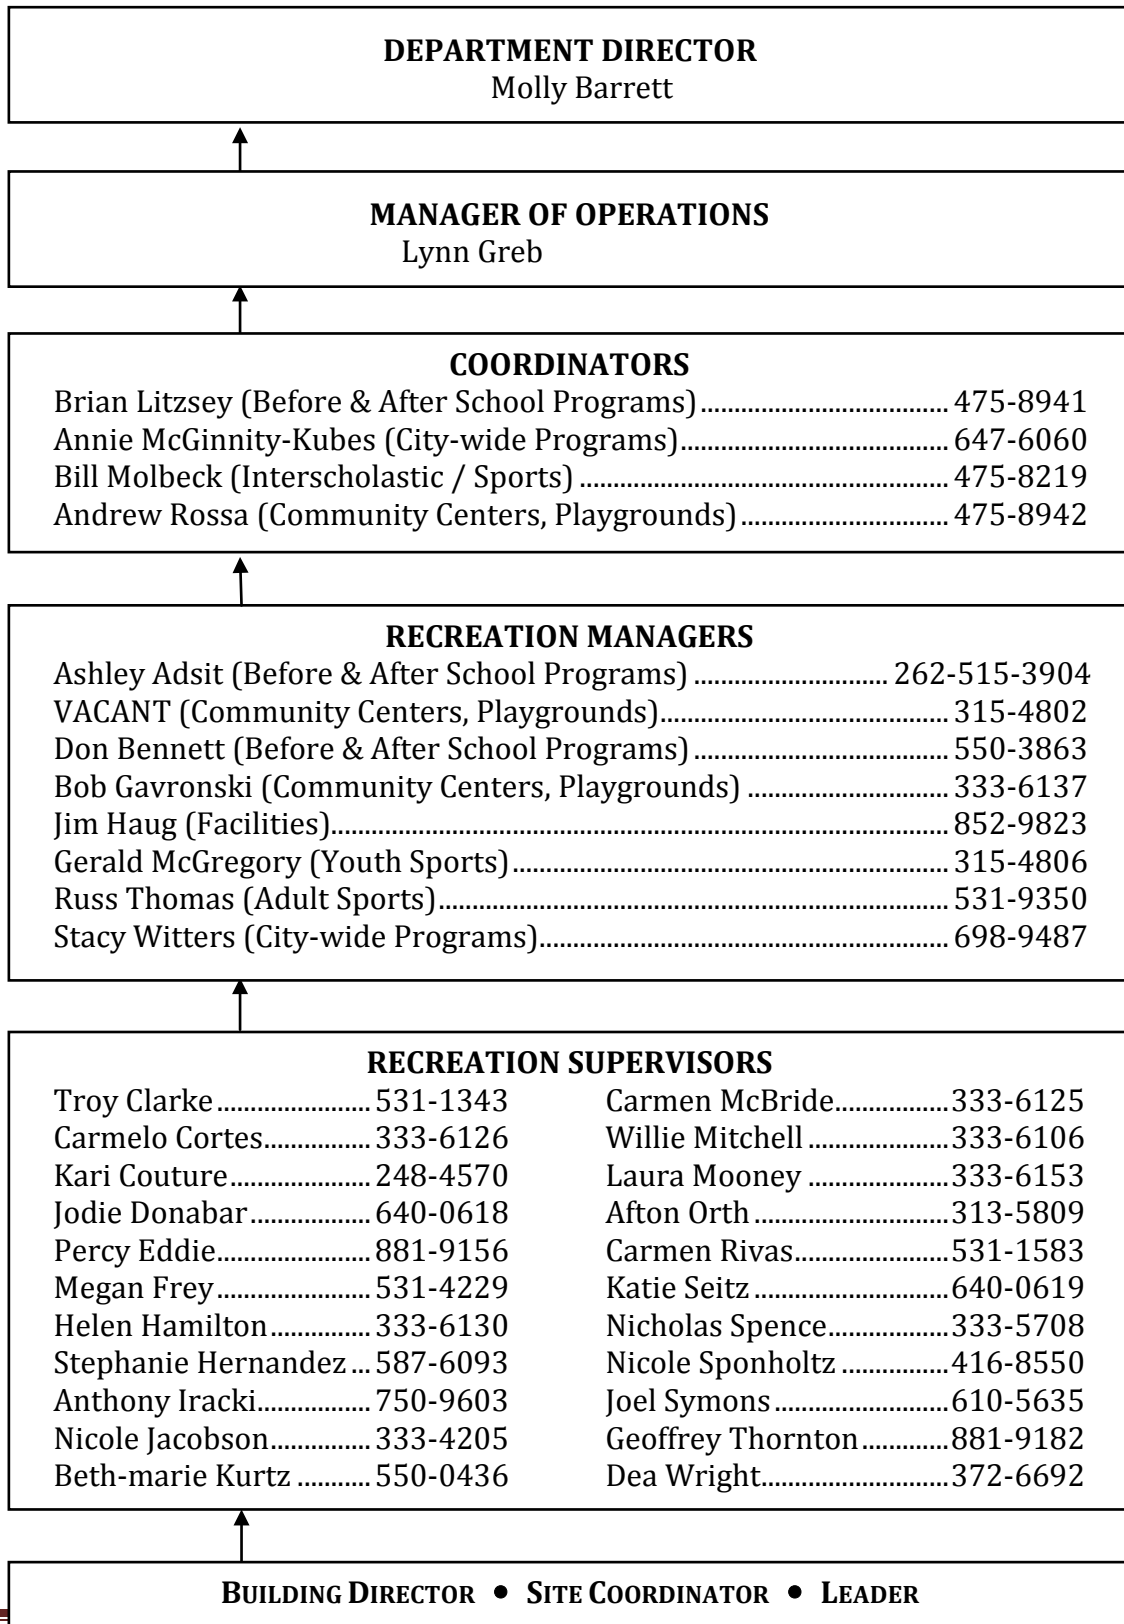 DEPARTMENT DIRECTOR
Molly Barrett
MANAGER OF OPERATIONS
Lynn Greb
COORDINATORS
Brian Litzsey (Before & After School Programs) 475-8941
Annie McGinnity-Kubes (City-wide Programs) 647-6060
Bill Molbeck (Interscholastic / Sports) 475-8219
Andrew Rossa (Community Centers, Playgrounds) 475-8942
RECREATION MANAGERS
Ashley Adsit (Before & After School Programs) 262-515-3904
VACANT (Community Centers, Playgrounds) 315-4802
Don Bennett (Before & After School Programs) 550-3863
Bob Gavronski (Community Centers, Playgrounds) 333-6137
Jim Haug (Facilities) 852-9823
Gerald McGregory (Youth Sports) 315-4806
Russ Thomas (Adult Sports) 531-9350
Stacy Witters (City-wide Programs) 698-9487
RECREATION SUPERVISORS
Troy Clarke 531-1343
Carmelo Cortes 333-6126
Kari Couture 248-4570
Jodie Donabar 640-0618
Percy Eddie 881-9156
Megan Frey 531-4229
Helen Hamilton 333-6130
Stephanie Hernandez 587-6093
Anthony Iracki 750-9603
Nicole Jacobson 333-4205
Beth-marie Kurtz 550-0436
Carmen McBride 333-6125
Willie Mitchell 333-6106
Laura Mooney 333-6153
Afton Orth 313-5809
Carmen Rivas 531-1583
Katie Seitz 640-0619
Nicholas Spence 333-5708
Nicole Sponholtz 416-8550
Joel Symons 610-5635
Geoffrey Thornton 881-9182
Dea Wright 372-6692
BUILDING DIRECTOR • SITE COORDINATOR • LEADER